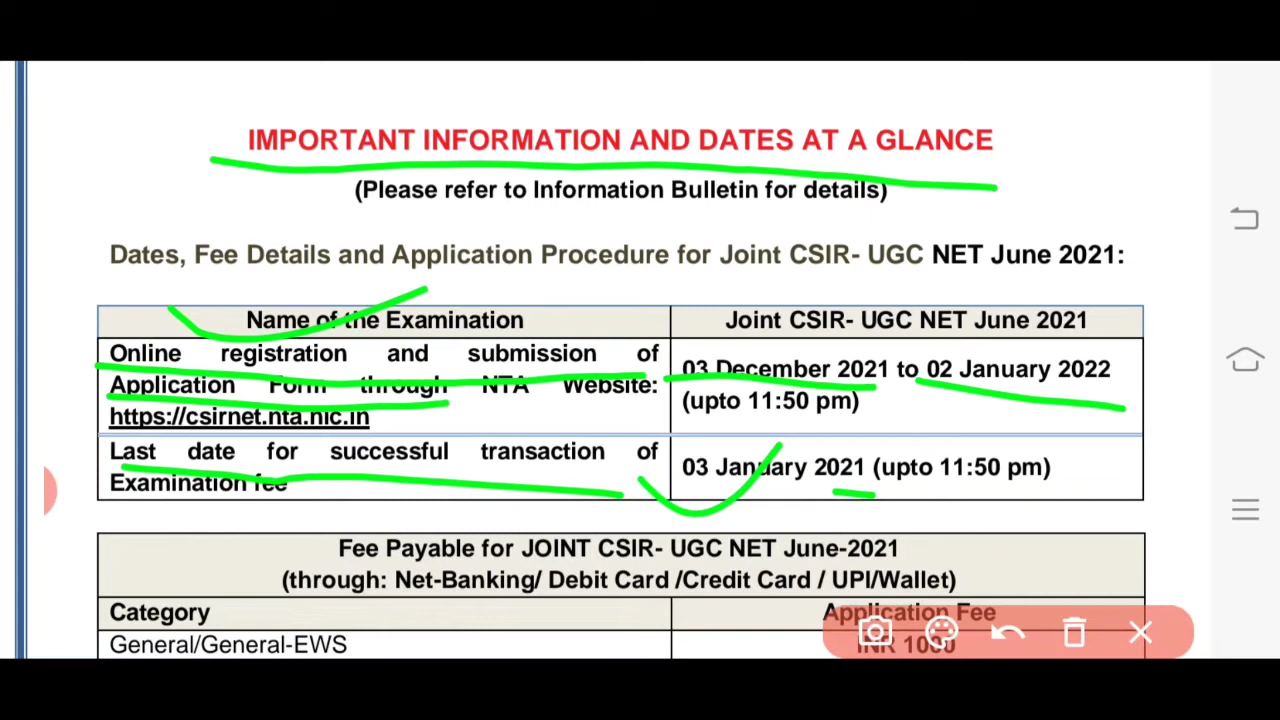 IMPORTANT INFORMATION AND DATES AT A GLANCE
(Please refer to Information Bulletin for details)
Dates, Fee Details and Application Procedure for Joint CSIR- UGC NET June 2021:
Name of the Examination
Joint CSIR- UGC NET June 2021
Online registration and submission of
Application Form through NTA Website:
https://csirnet.nta.nic.in
03 December 2021 to 02 January 2022
(upto 11:50 pm)
Last date for successful transaction of
Examination fee
03 January 2021 (upto 11:50 pm)
Fee Payable for JOINT CSIR- UGC NET June-2021
(through: Net-Banking/ Debit Card /Credit Card / UPI/Wallet)
Category
Application Fee
General/General-EWS
INR 1000